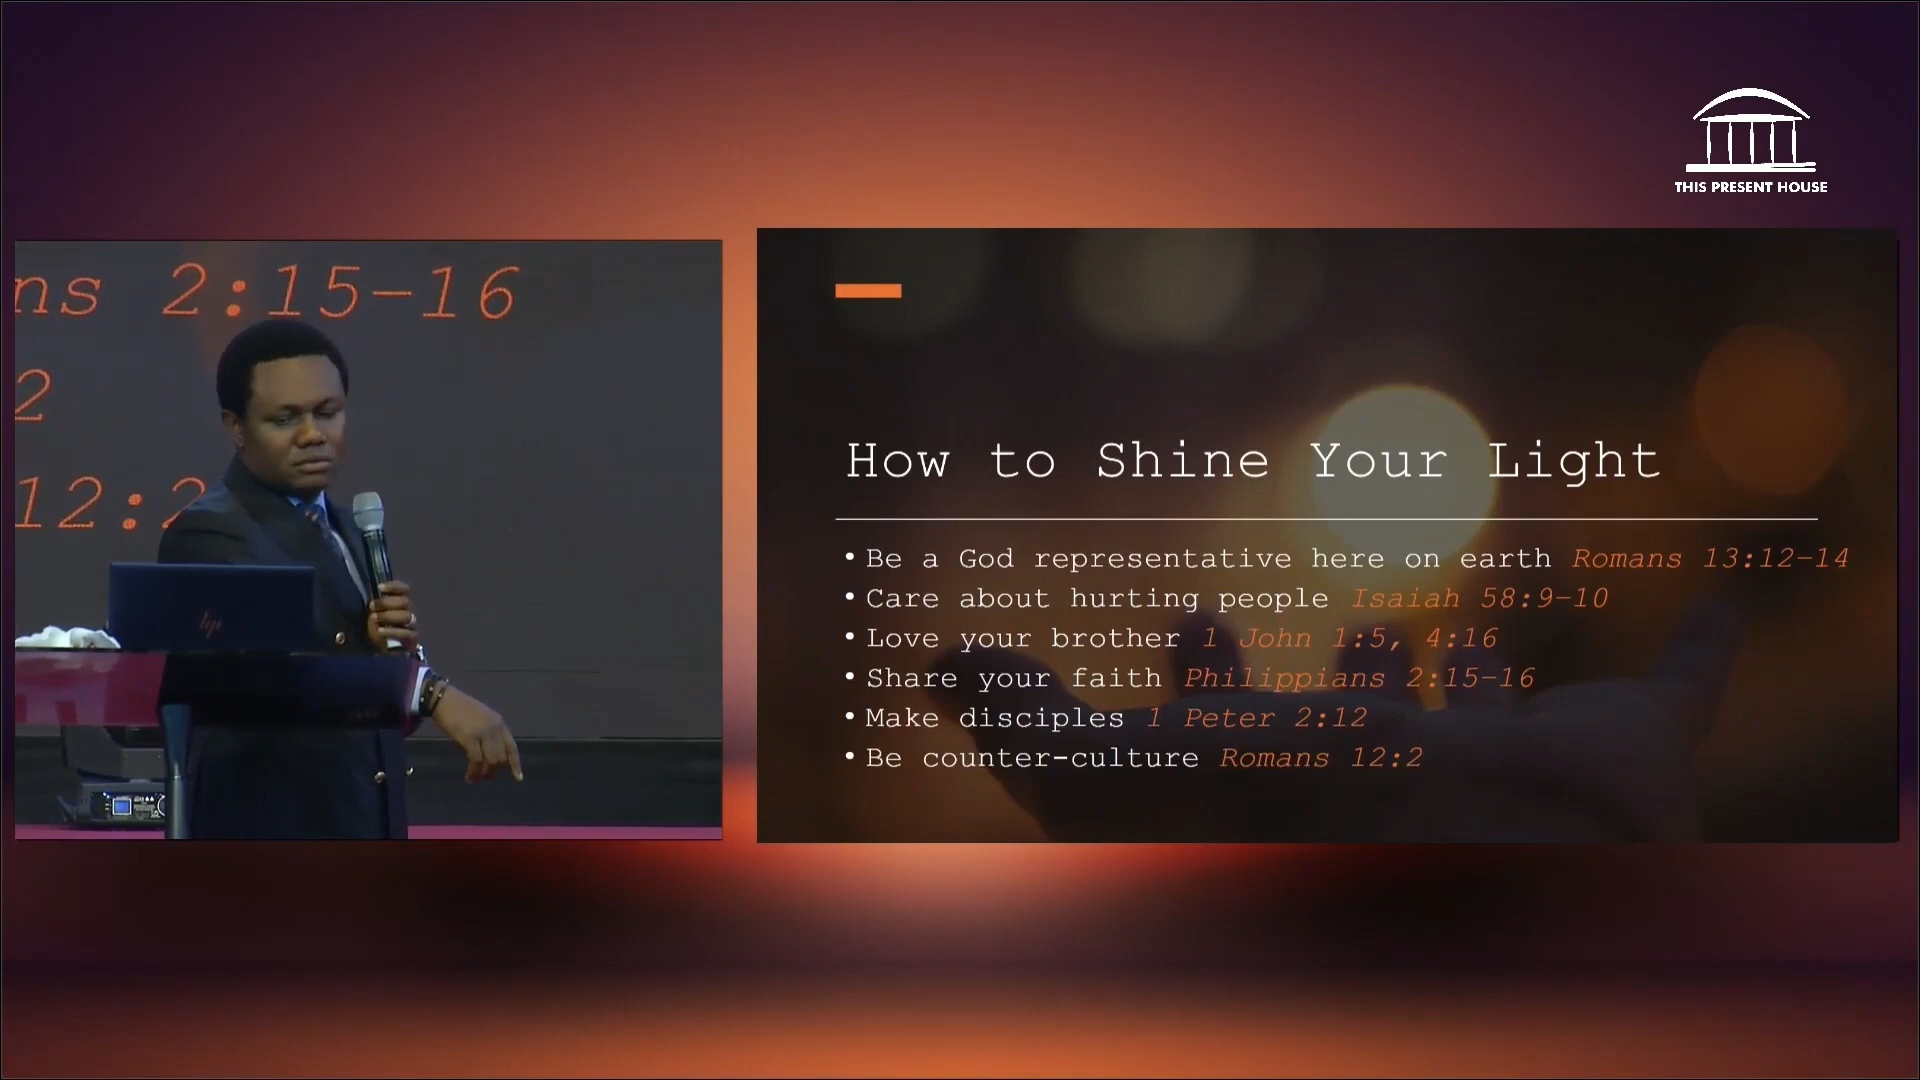 THIS PRESENT HOUSE
ns 2:15-16
2
12:2
hp
How to Shine Your Light
• Be a God representative here on earth Romans 13:12-14
• Care about hurting people Isaiah 58:9-10
• Love your brother 1 John 1:5, 4:16
• Share your faith Philippians 2:15-16
• Make disciples 1 Peter 2:12
• Be counter-culture Romans 12:2